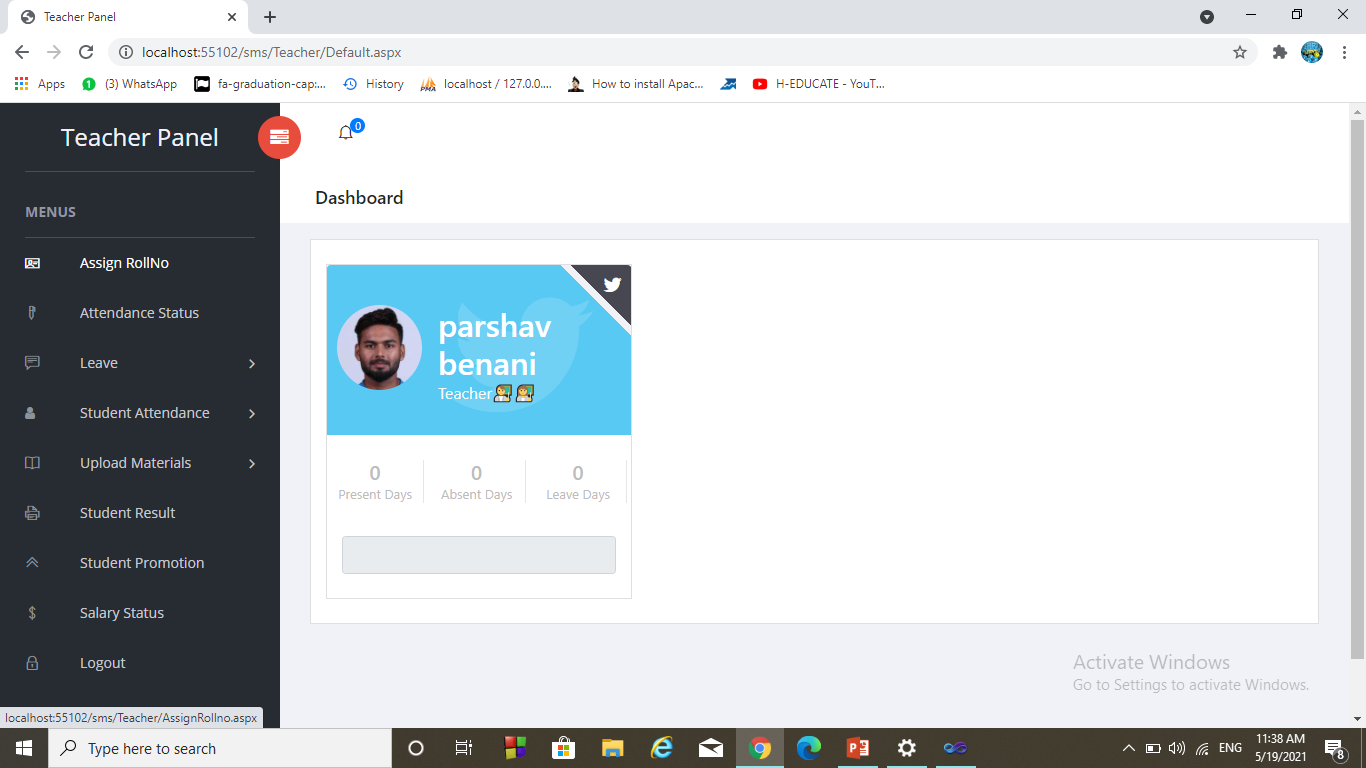 Teacher Panel
localhost:55102/sms/Teacher/Default.aspx
Apps
(3) WhatsApp
fa-graduation-cap:...
History
localhost / 127.0.0....
How to install Apac...
H-EDUCATE - YouT...
Teacher Panel
0
Dashboard
MENUS
Assign RollNo
Attendance Status
Leave
Student Attendance
Upload Materials
Student Result
Student Promotion
Salary Status
Logout
parshav
benani
Teacher
0 0 0
Present Days Absent Days Leave Days
Activate Windows
Go to Settings to activate Windows.
localhost:55102/sms/Teacher/AssignRollno.aspx
Type here to search
ENG
11:38 AM
5/19/2021
8